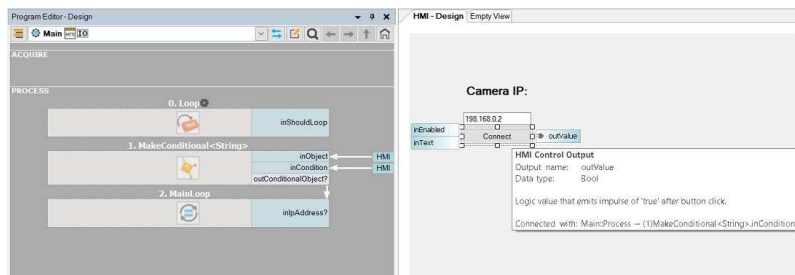 Program Editor - Design
Main IO
ACQUIRE
PROCESS
0. Loop
inShouldLoop
1. MakeConditional<String>
inObject
HMI
inCondition
HMI
outConditionalObject?
2. MainLoop
inIpAddress?
HMI - Design Empty View
Camera IP:
198.168.0.2
inEnabled
Connect
outValue
inText
HMI Control Output
Output name: outValue
Data type: Bool
Logic value that emits impulse of 'true' after button click.
Connected with: Main:Process — (1)MakeConditional<String>.inCondition